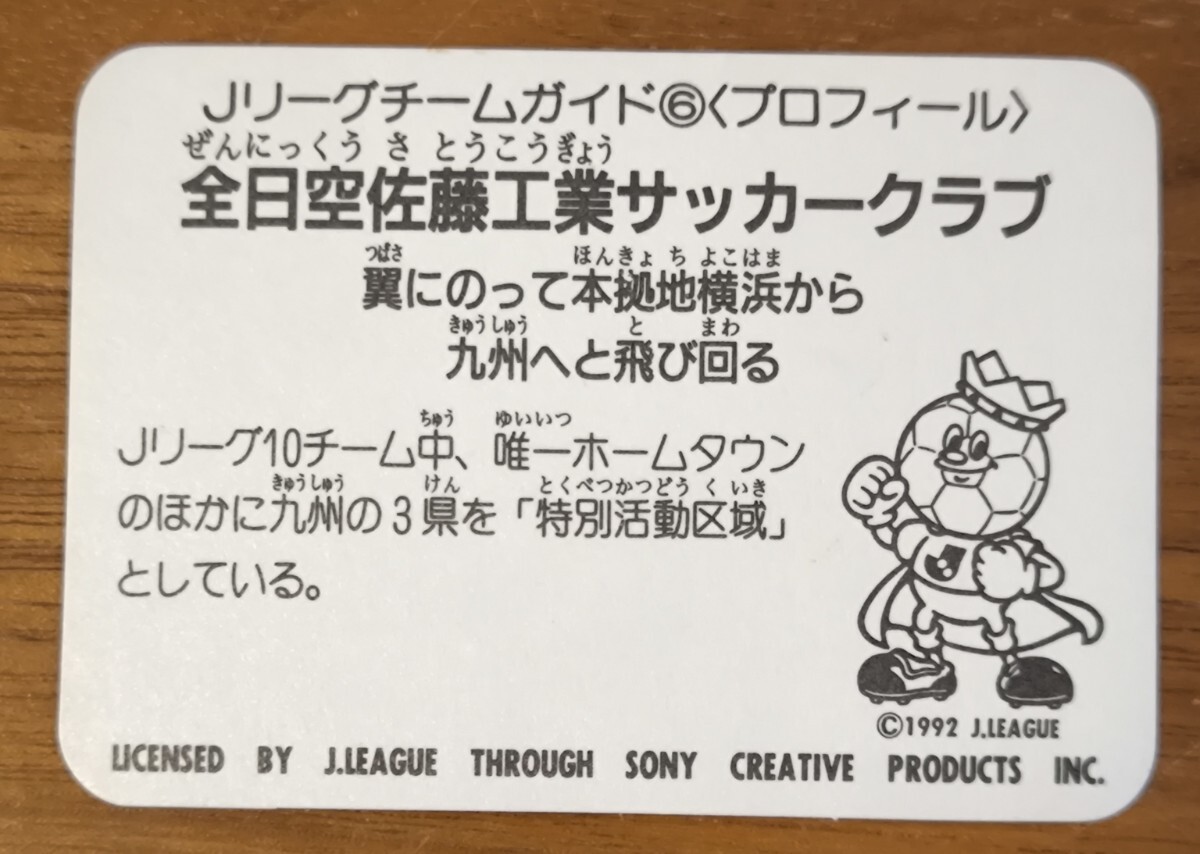 Jリーグチームガイド⑥〈プロフィール〉
ぜんにっくう さ とうこうぎょう
全日空佐藤工業サッカークラブ
つばさ ほんきょ ち よこはま
翼にのって本拠地横浜から
きゅうしゅう と まわ
九州へと飛び回る
ちゅう ゆいいつ
Jリーグ10チーム中、唯一ホームタウン
きゅうしゅう けん とくべつかつどう く いき
のほかに九州の3県を「特別活動区域」
としている。
©1992 J.LEAGUE
LICENSED BY J.LEAGUE THROUGH SONY CREATIVE PRODUCTS INC.